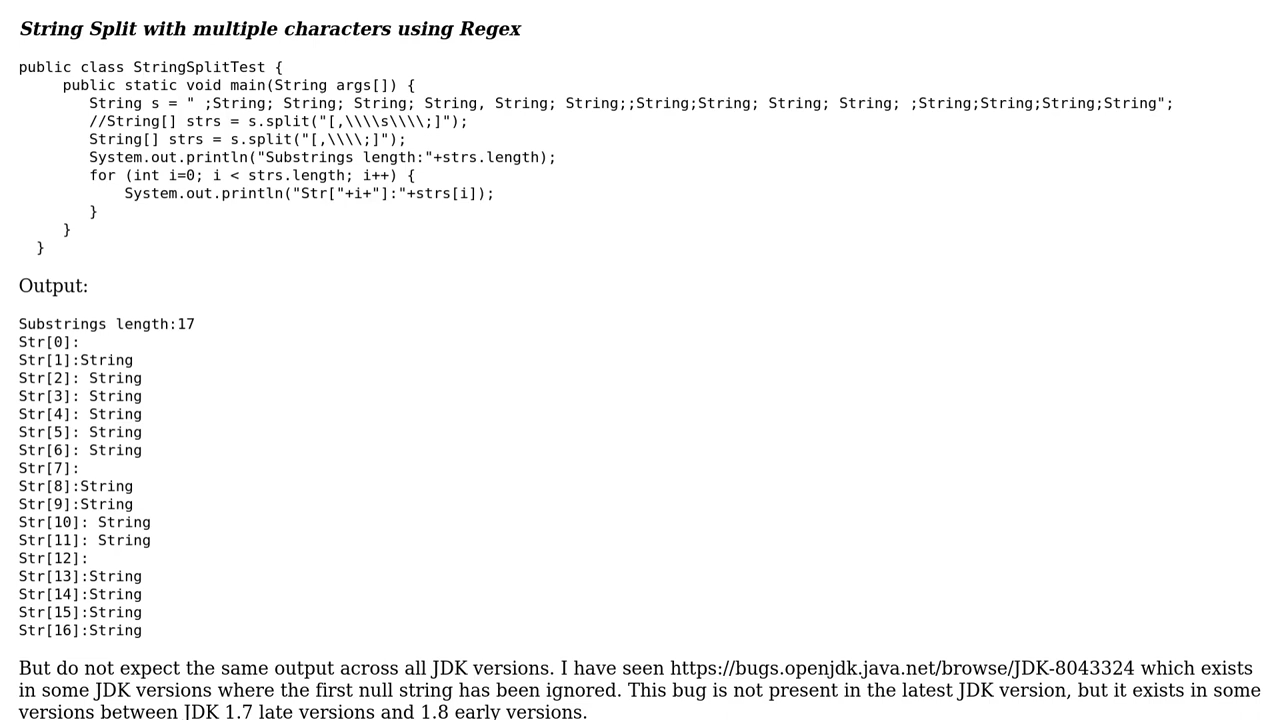 String Split with multiple characters using Regex
public class StringSplitTest {
     public static void main(String args[]) {
        String s = " ;String; String; String; String, String; String;;String;String; String; String; ;String;String;String;String";
        //String[] strs = s.split("[,\\\\s\\\\;]");
        String[] strs = s.split("[,\\\\;]");
        System.out.println("Substrings length:"+strs.length);
        for (int i=0; i < strs.length; i++) {
            System.out.println("Str["+i+"]:"+strs[i]);
        }
     }
  }
Output:
Substrings length:17
Str[0]:
Str[1]:String
Str[2]: String
Str[3]: String
Str[4]: String
Str[5]: String
Str[6]: String
Str[7]:
Str[8]:String
Str[9]:String
Str[10]: String
Str[11]: String
Str[12]:
Str[13]:String
Str[14]:String
Str[15]:String
Str[16]:String
But do not expect the same output across all JDK versions. I have seen https://bugs.openjdk.java.net/browse/JDK-8043324 which exists
in some JDK versions where the first null string has been ignored. This bug is not present in the latest JDK version, but it exists in some
versions between JDK 1.7 late versions and 1.8 early versions.